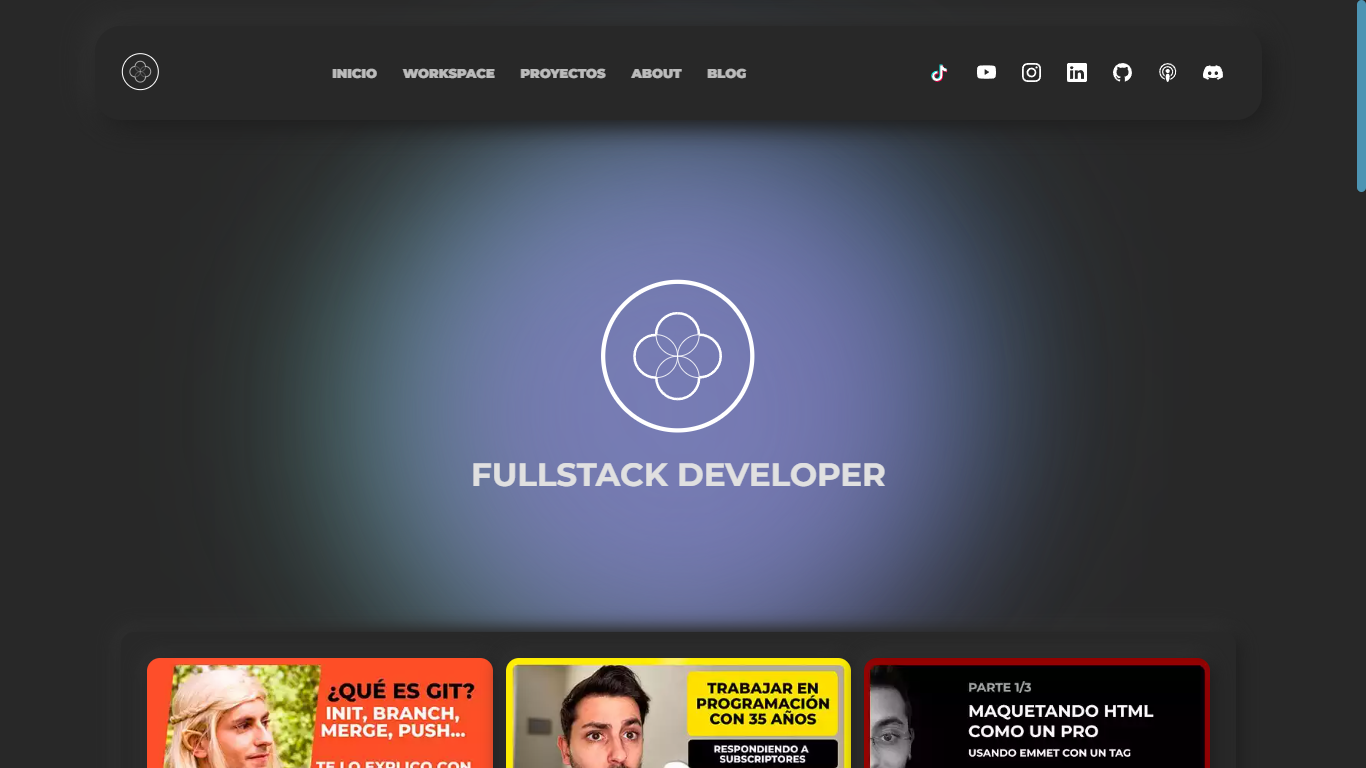 INICIO WORKSPACE PROYECTOS ABOUT BLOG
FULLSTACK DEVELOPER
¿QUÉ ES GIT?
INIT, BRANCH,
MERGE, PUSH...
TE LO EXPLICO CON
TRABAJAR EN
PROGRAMACIÓN
CON 35 AÑOS
RESPONDIENDO A
SUBSCRIPTORES
PARTE 1/3
MAQUETANDO HTML
COMO UN PRO
USANDO EMMET CON UN TAG